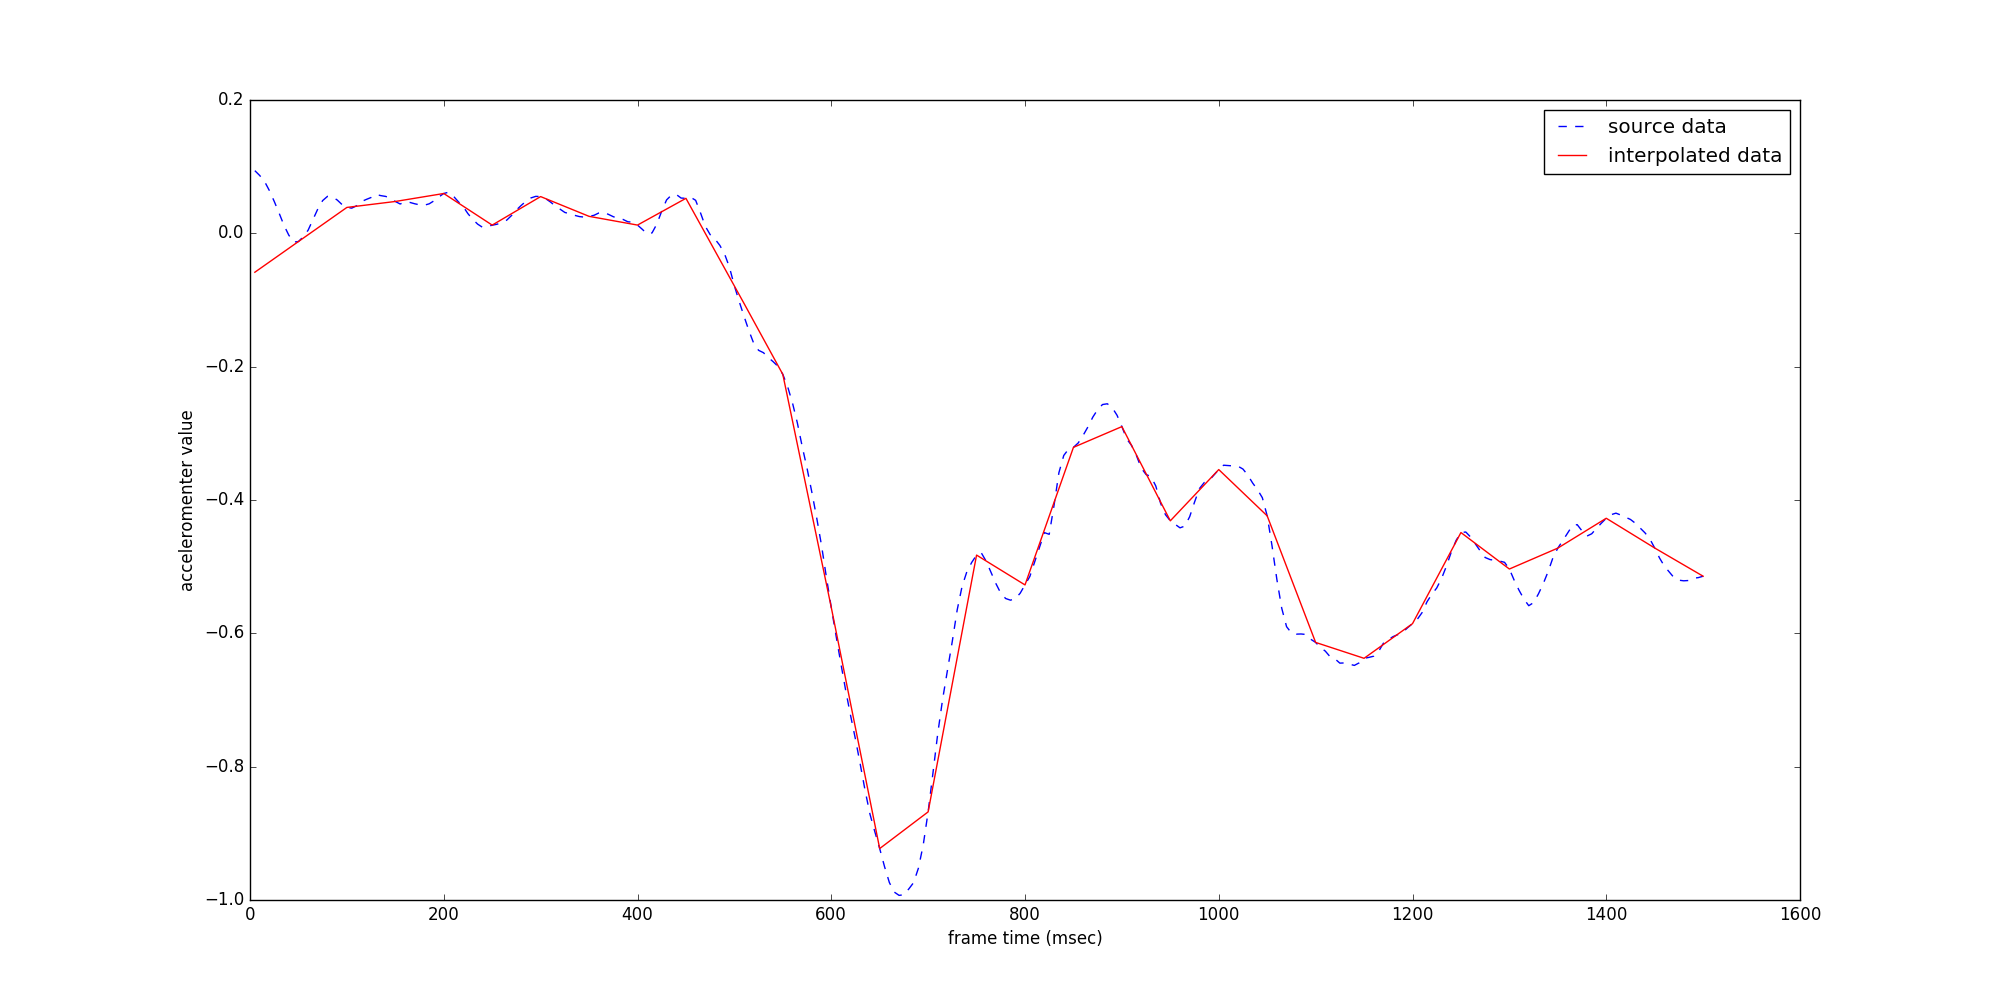 0.2
0.0
−0.2
−0.4
−0.6
−0.8
−1.0
acceleromenter value
source data
interpolated data
0 200 400 600 800 1000 1200 1400 1600
frame time (msec)